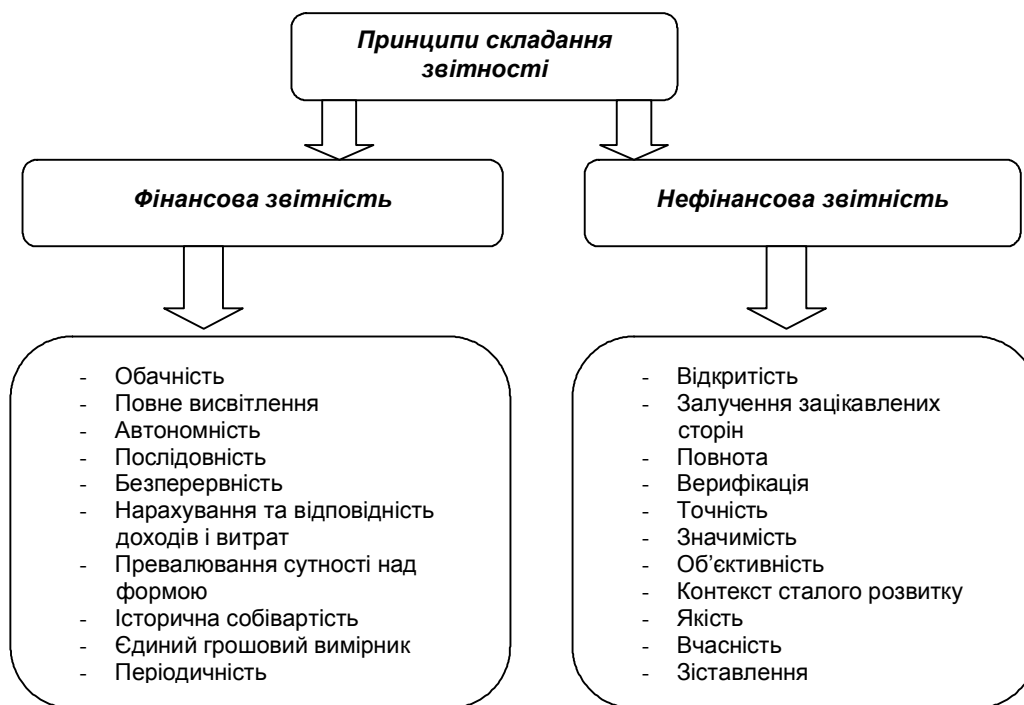 Принципи складання
звітності
Фінансова звітність
Нефінансова звітність
- Обачність
- Повне висвітлення
- Автономність
- Послідовність
- Безперервність
- Нарахування та відповідність
доходів і витрат
- Превалювання сутності над
формою
- Історична собівартість
- Єдиний грошовий вимірник
- Періодичність
- Відкритість
- Залучення зацікавлених
сторін
- Повнота
- Верифікація
- Точність
- Значимість
- Об’єктивність
- Контекст сталого розвитку
- Якість
- Вчасність
- Зіставлення